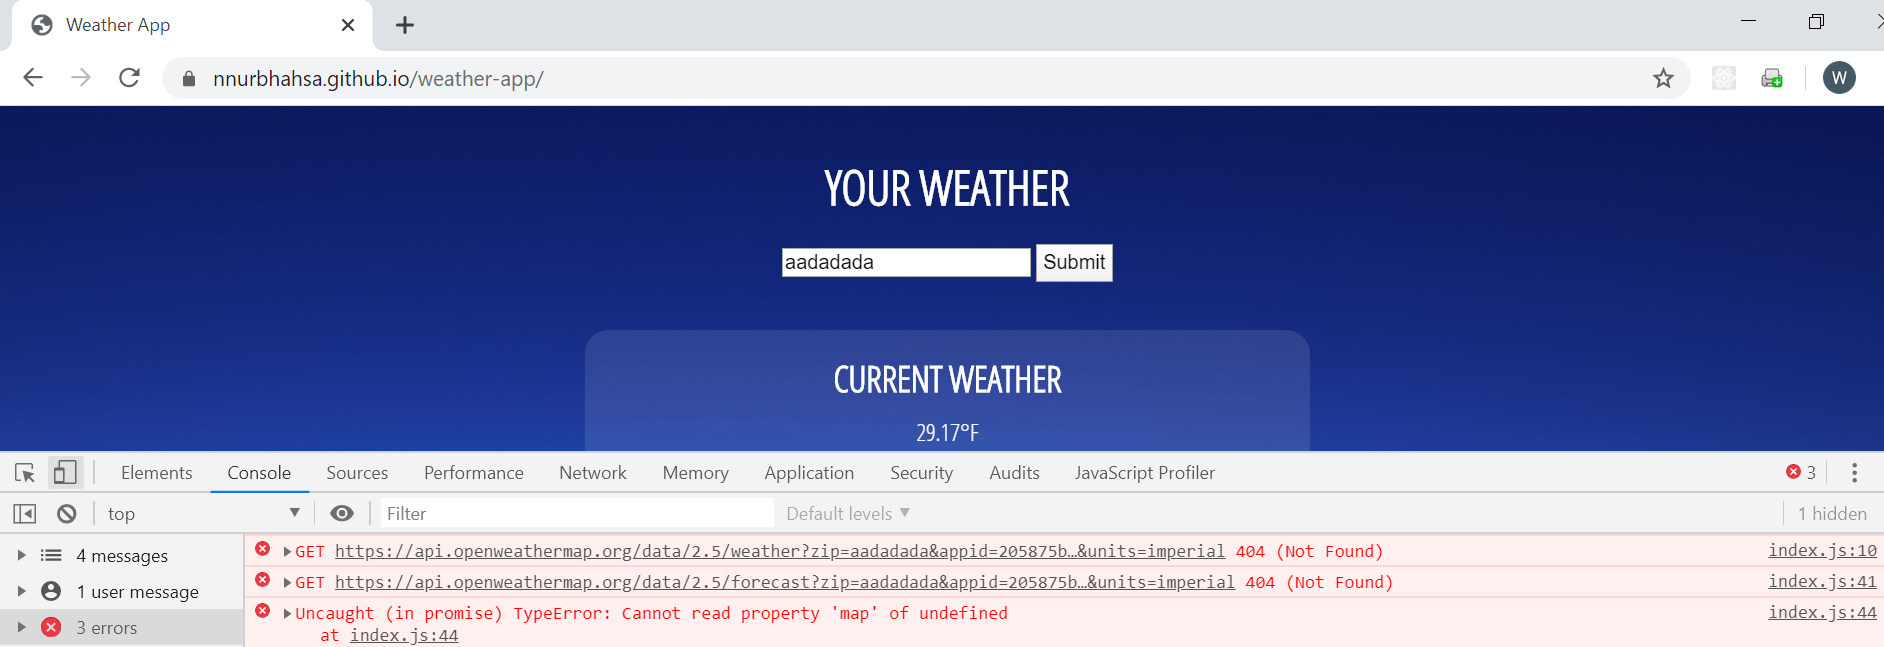 Weather App
nnurbhahsa.github.io/weather-app/
W
YOUR WEATHER
aadadada Submit
CURRENT WEATHER
29.17°F
Elements Console Sources Performance Network Memory Application Security Audits JavaScript Profiler 3
top Filter Default levels 1 hidden
4 messages
1 user message
3 errors
GET https://api.openweathermap.org/data/2.5/weather?zip=aadadada&appid=205875b…&units=imperial 404 (Not Found) index.js:10
GET https://api.openweathermap.org/data/2.5/forecast?zip=aadadada&appid=205875b…&units=imperial 404 (Not Found) index.js:41
Uncaught (in promise) TypeError: Cannot read property 'map' of undefined index.js:44
at index.js:44